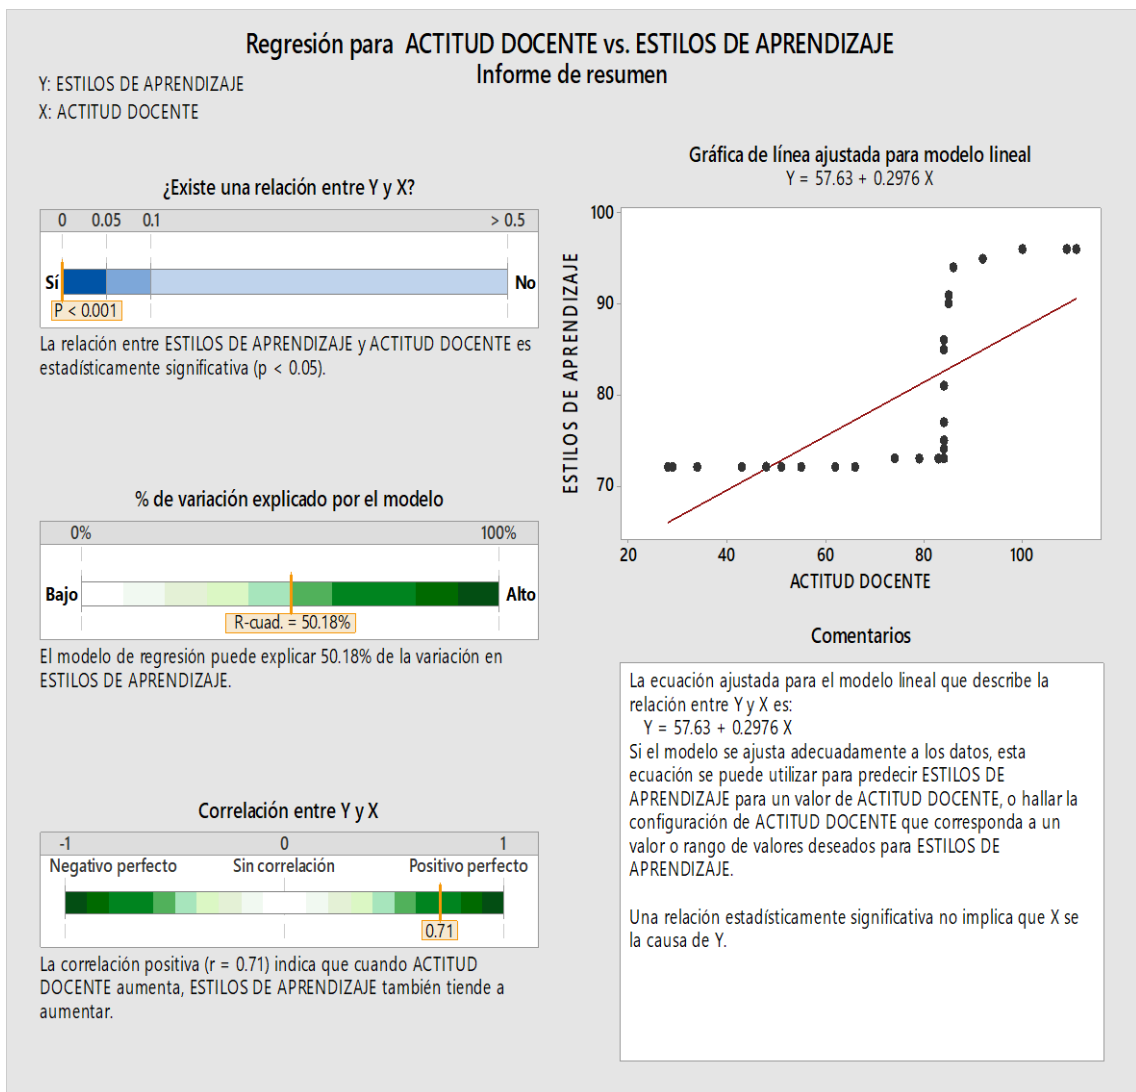 Regresión para ACTITUD DOCENTE vs. ESTILOS DE APRENDIZAJE
Informe de resumen
Y: ESTILOS DE APRENDIZAJE
X: ACTITUD DOCENTE
¿Existe una relación entre Y y X?
0 0.05 0.1 > 0.5
Sí No
P < 0.001
La relación entre ESTILOS DE APRENDIZAJE y ACTITUD DOCENTE es
estadísticamente significativa (p < 0.05).
% de variación explicado por el modelo
0% 100%
Bajo Alto
R-cuad. = 50.18%
El modelo de regresión puede explicar 50.18% de la variación en
ESTILOS DE APRENDIZAJE.
Correlación entre Y y X
-1 0 1
Negativo perfecto Sin correlación Positivo perfecto
0.71
La correlación positiva (r = 0.71) indica que cuando ACTITUD
DOCENTE aumenta, ESTILOS DE APRENDIZAJE también tiende a
aumentar.
Gráfica de línea ajustada para modelo lineal
Y = 57.63 + 0.2976 X
100
90
80
70
ESTILOS DE APRENDIZAJE
20 40 60 80 100
ACTITUD DOCENTE
Comentarios
La ecuación ajustada para el modelo lineal que describe la
relación entre Y y X es:
Y = 57.63 + 0.2976 X
Si el modelo se ajusta adecuadamente a los datos, esta
ecuación se puede utilizar para predecir ESTILOS DE
APRENDIZAJE para un valor de ACTITUD DOCENTE, o hallar la
configuración de ACTITUD DOCENTE que corresponda a un
valor o rango de valores deseados para ESTILOS DE
APRENDIZAJE.
Una relación estadísticamente significativa no implica que X se
la causa de Y.